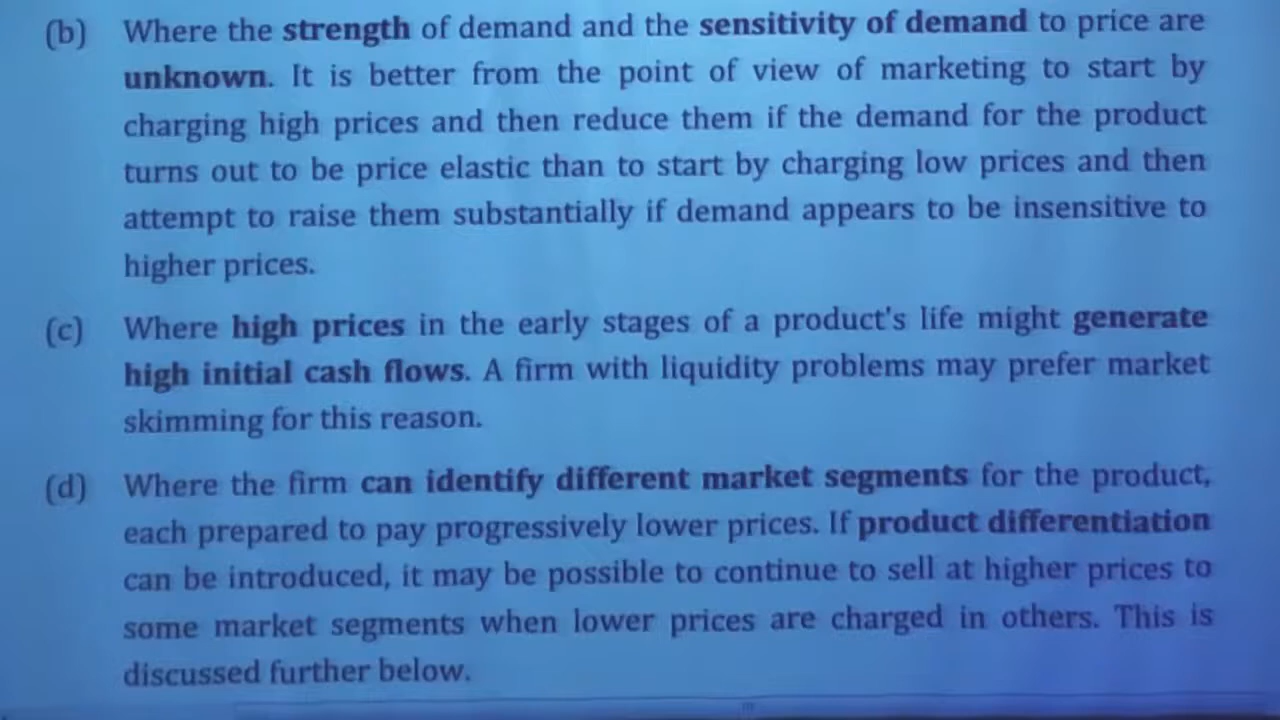 (b) Where the strength of demand and the sensitivity of demand to price are
unknown. It is better from the point of view of marketing to start by
charging high prices and then reduce them if the demand for the product
turns out to be price elastic than to start by charging low prices and then
attempt to raise them substantially if demand appears to be insensitive to
higher prices.
(c) Where high prices in the early stages of a product's life might generate
high initial cash flows. A firm with liquidity problems may prefer market
skimming for this reason.
(d) Where the firm can identify different market segments for the product,
each prepared to pay progressively lower prices. If product differentiation
can be introduced, it may be possible to continue to sell at higher prices to
some market segments when lower prices are charged in others. This is
discussed further below.